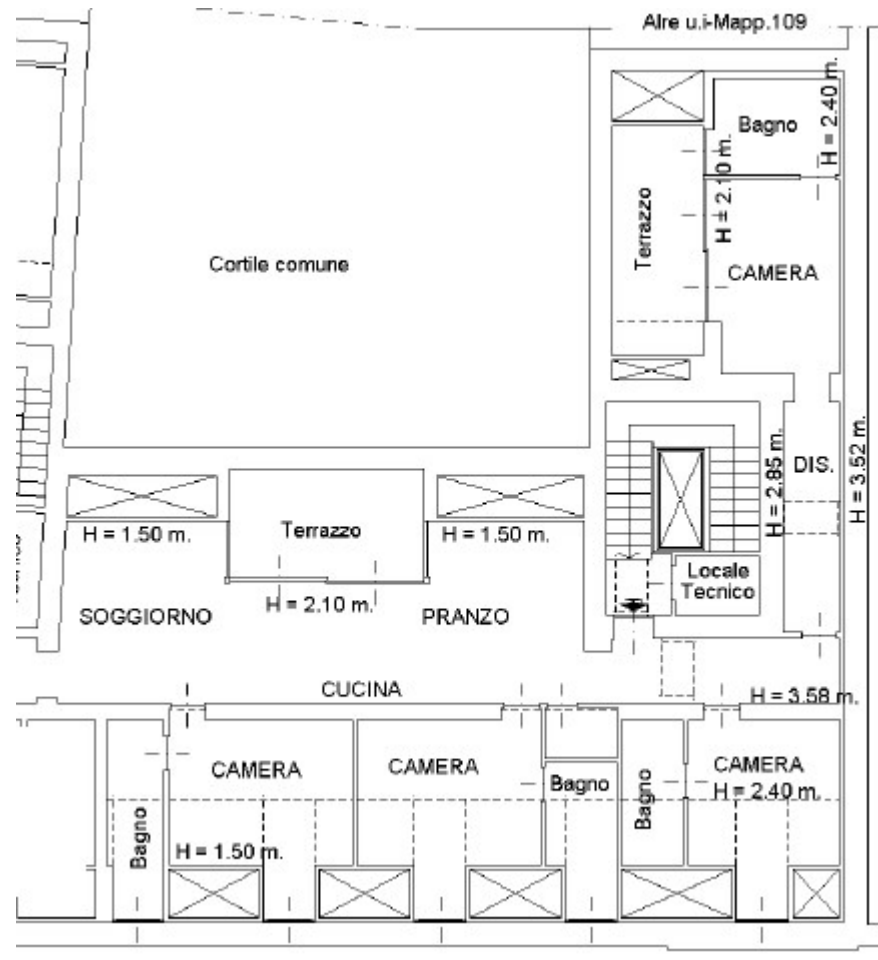 Alre u.i-Mapp.109
Bagno
H = 2.40 m.
H = 2.10 m.
Terrazzo
CAMERA
Cortile comune
H = 2.85 m.
DIS.
H = 3.52 m.
H = 1.50 m.
Terrazzo
H = 1.50 m.
Locale
Tecnico
H = 2.10 m.
SOGGIORNO
PRANZO
CUCINA
H = 3.58 m.
CAMERA
CAMERA
CAMERA
Bagno
H = 2.40 m.
Bagno
Bagno
H = 1.50 m.